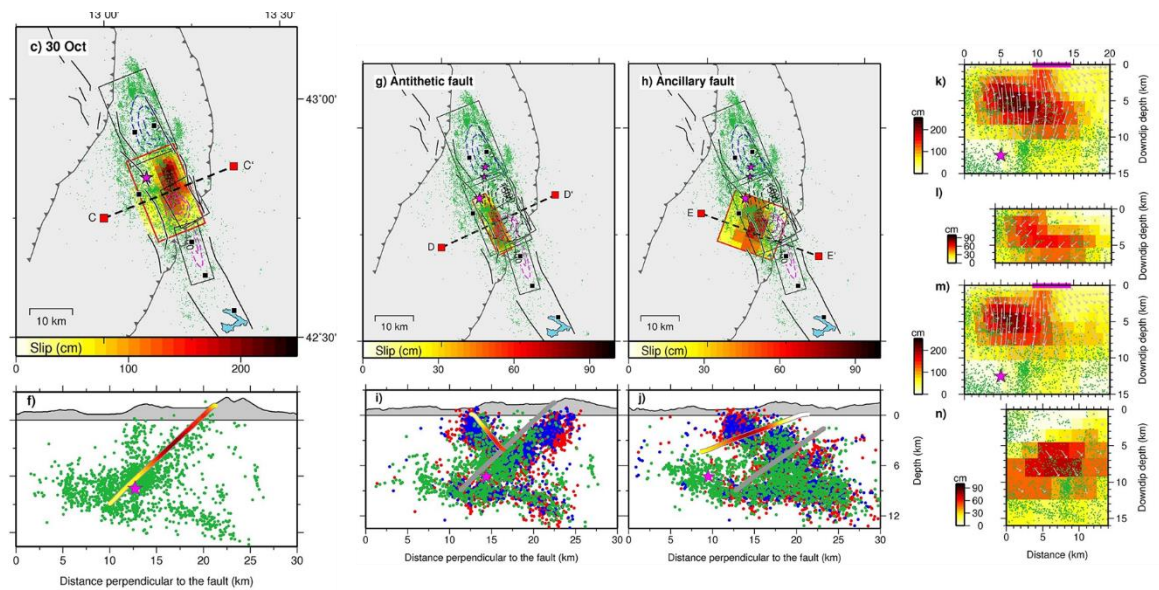 13˚00' 13˚30'
c) 30 Oct
43˚00'
C'
C
10 km
42˚30'
Slip (cm)
0 100 200
f)
0 5 10 15 20 25 30
Distance perpendicular to the fault (km)
g) Antithetic fault
D'
D
10 km
Slip (cm)
0 30 60 90
h) Ancillary fault
E
E'
10 km
Slip (cm)
0 30 60 90
i)
0 5 10 15 20 25 30
Distance perpendicular to the fault (km)
j)
0
6
12
Depth (km)
0 5 10 15 20 25 30
Distance perpendicular to the fault (km)
0 5 10 15 20
k)
cm
200
100
0
0
5
10
15
Downdip depth (km)
l)
cm
90
60
30
0
0
5
Downdip depth (km)
m)
cm
200
100
0
0
5
10
15
Downdip depth (km)
n)
cm
90
60
30
0
0
5
10
15
Downdip depth (km)
0 5 10
Distance (km)